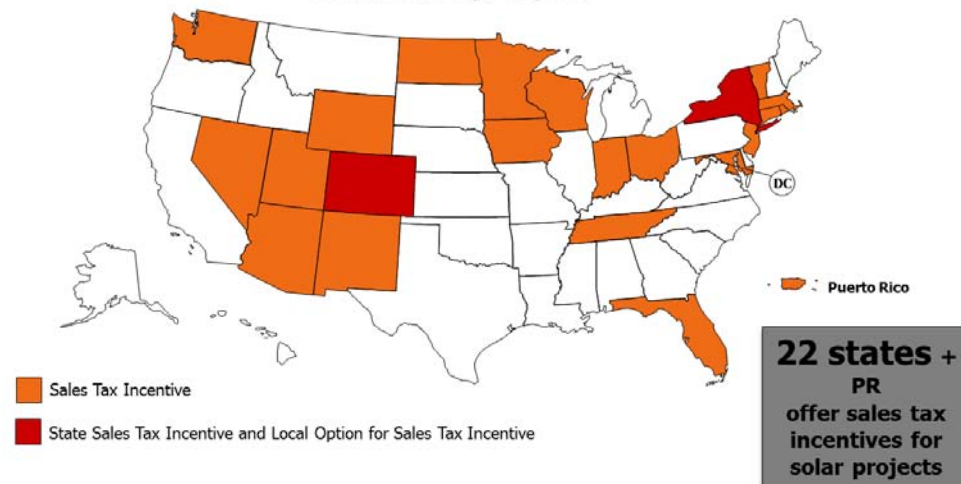 DC
Puerto Rico
22 states +
PR
offer sales tax
incentives for
solar projects
Sales Tax Incentive
State Sales Tax Incentive and Local Option for Sales Tax Incentive